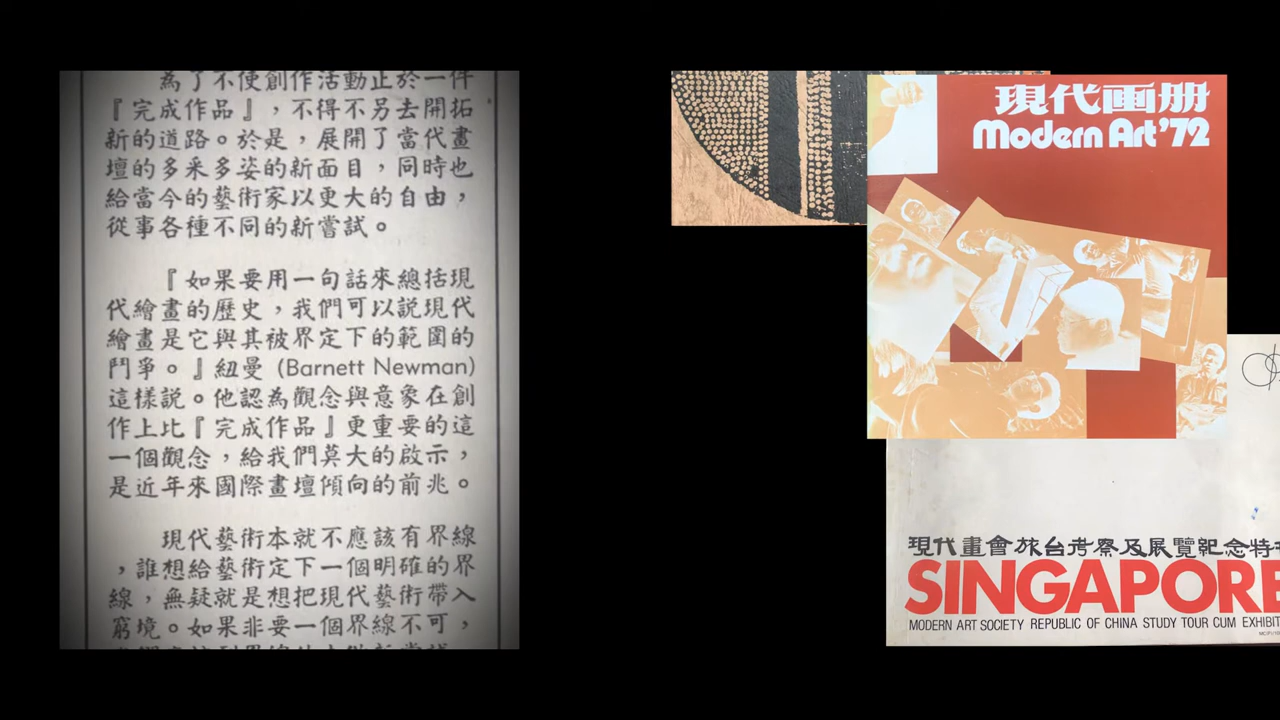 為了不使創作活動止於一件
『完成作品』，不得不另去開拓
新的道路。於是，展開了當代畫
壇的多釆多姿的新面目，同時也
給當今的藝術家以更大的自由，
從事各種不同的新嘗試。
『如果要用一句話來總括現
代繪畫的歷史，我們可以說現代
繪畫是它與其被界定下的範圍的
鬥爭。』紐曼 (Barnett Newman)
這樣說。他認為觀念與意象在創
作上比『完成作品』更重要的這
一個觀念，給我們莫大的啟示，
是近年來國際畫壇傾向的前兆。
現代藝術本就不應該有界線
，誰想給藝術定下一個明確的界
線，無疑就是想把現代藝術帶入
窮境。如果非要一個界線不可，
現代画册
Modern Art '72
現代畫會旅台考察及展覽紀念特
SINGAPORE
MODERN ART SOCIETY REPUBLIC OF CHINA STUDY TOUR CUM EXHIBIT